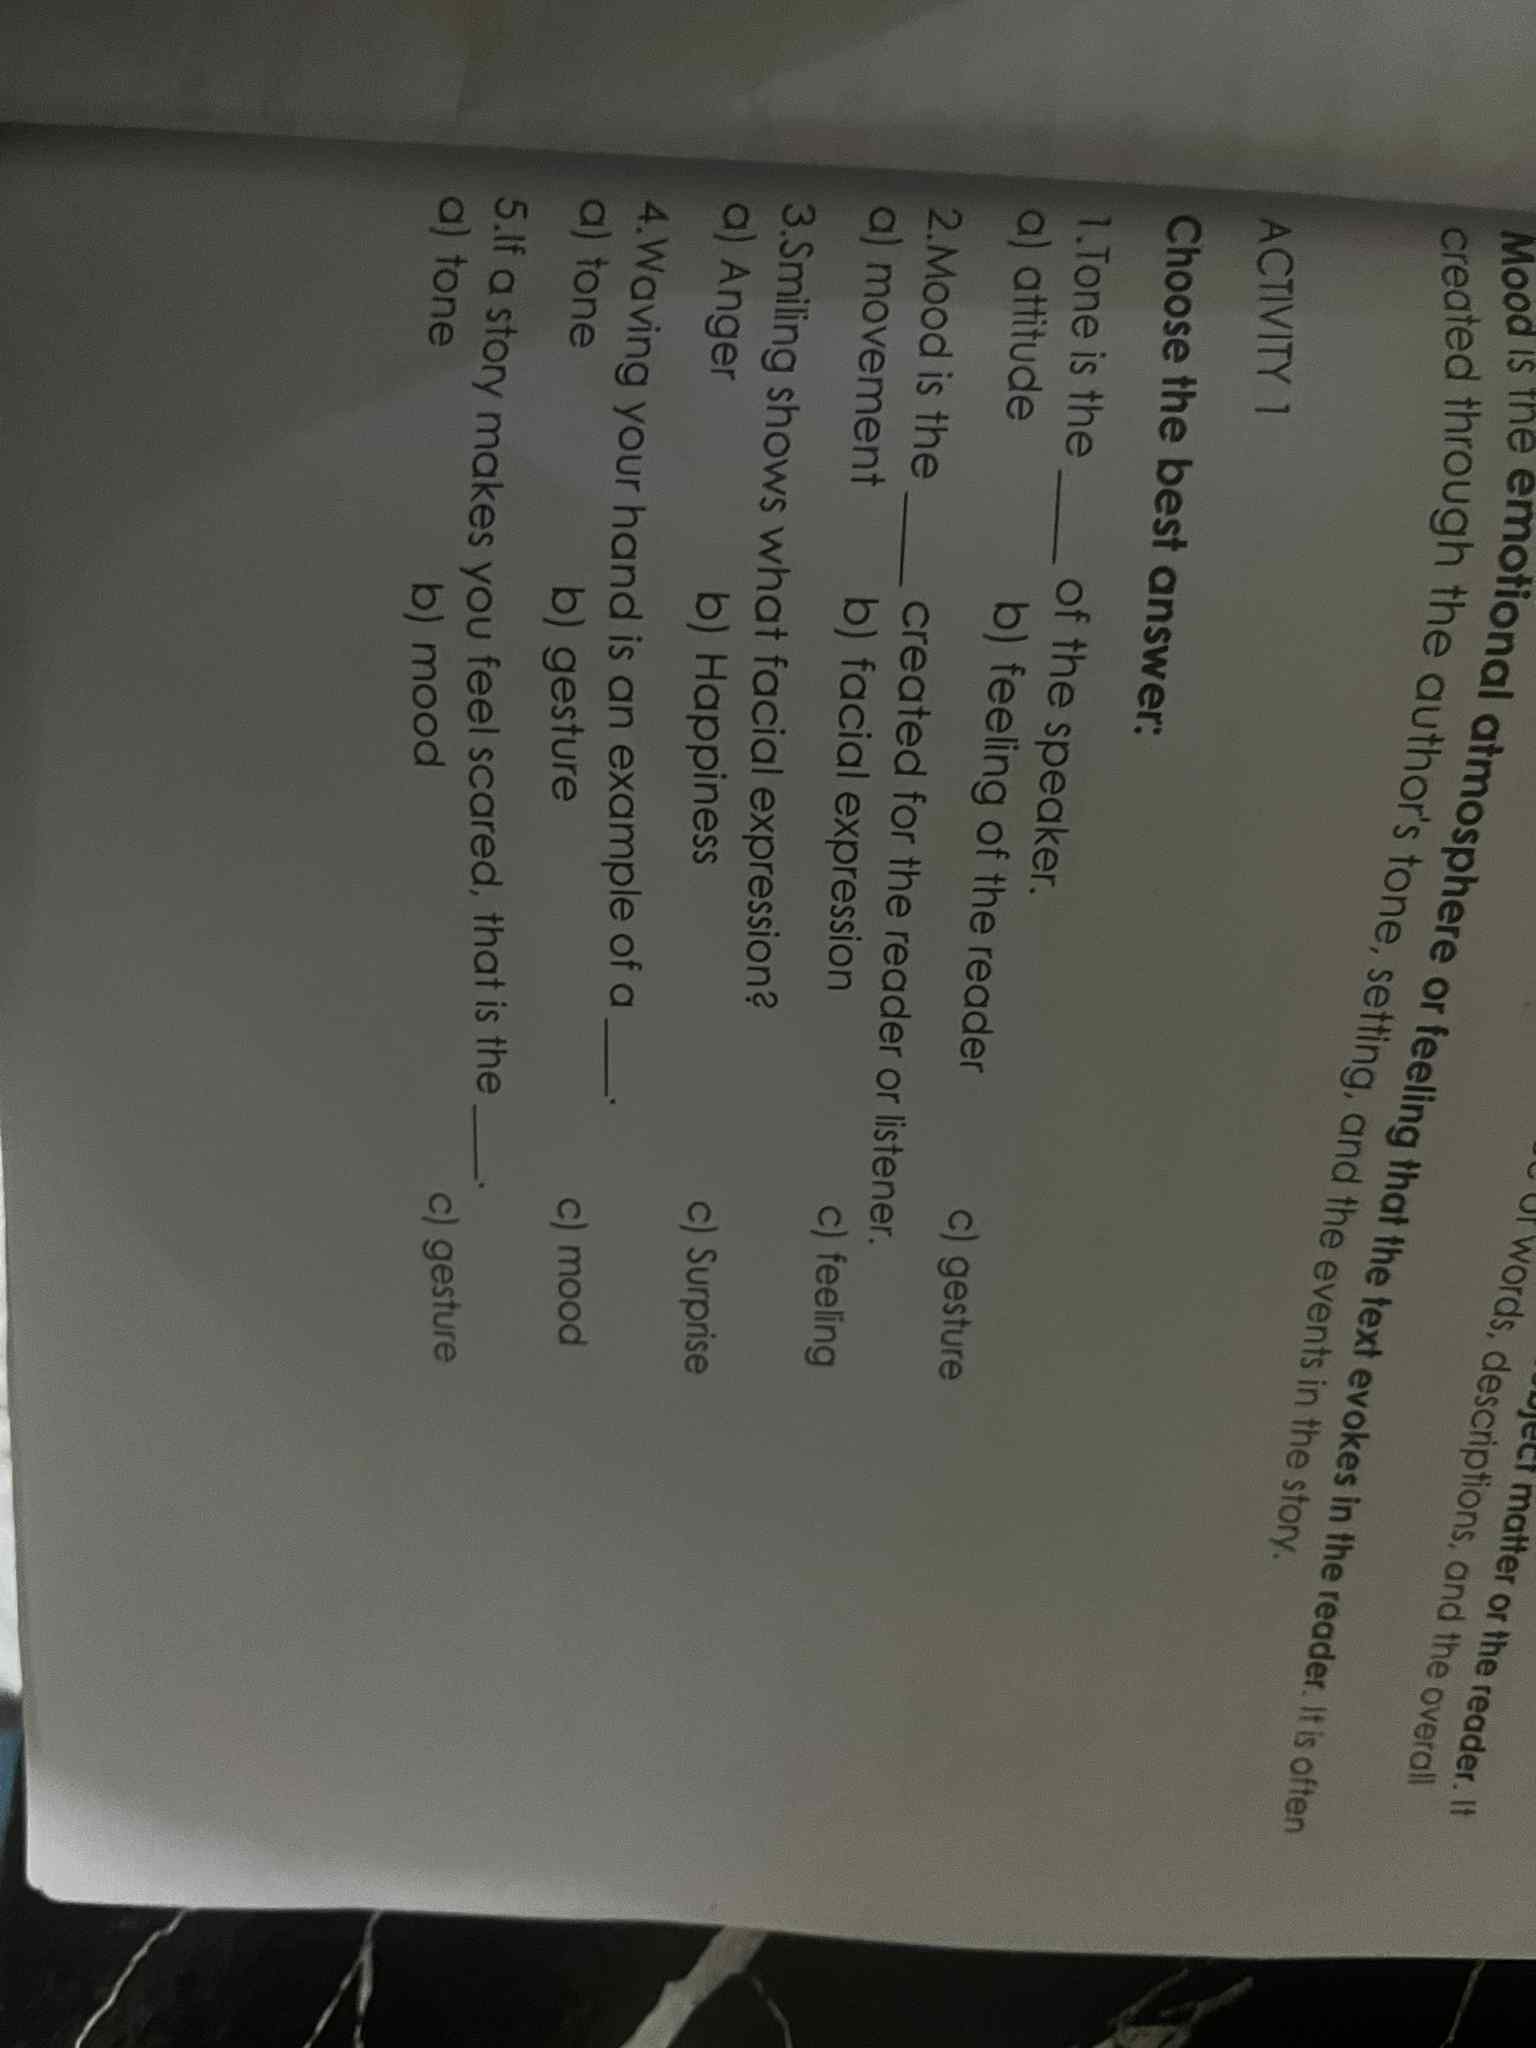 of words, descriptions, and the overall
matter or the reader. It
Mood is the emotional atmosphere or feeling that the text evokes in the reader. It is often
created through the author's tone, setting, and the events in the story.
ACTIVITY 1
Choose the best answer:
1.Tone is the ____ of the speaker.
a) attitude b) feeling of the reader c) gesture
2.Mood is the ____ created for the reader or listener.
a) movement b) facial expression c) feeling
3.Smiling shows what facial expression?
a) Anger b) Happiness c) Surprise
4.Waving your hand is an example of a ____.
a) tone b) gesture c) mood
5.If a story makes you feel scared, that is the ____.
a) tone b) mood c) gesture